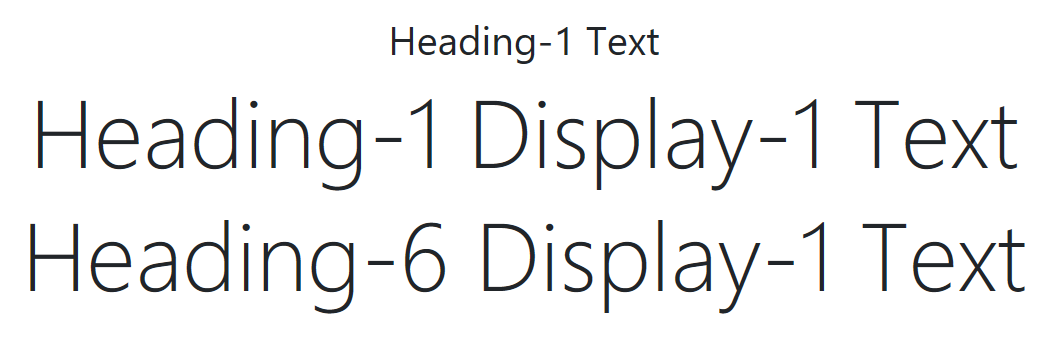 Heading-1 Text
Heading-1 Display-1 Text
Heading-6 Display-1 Text